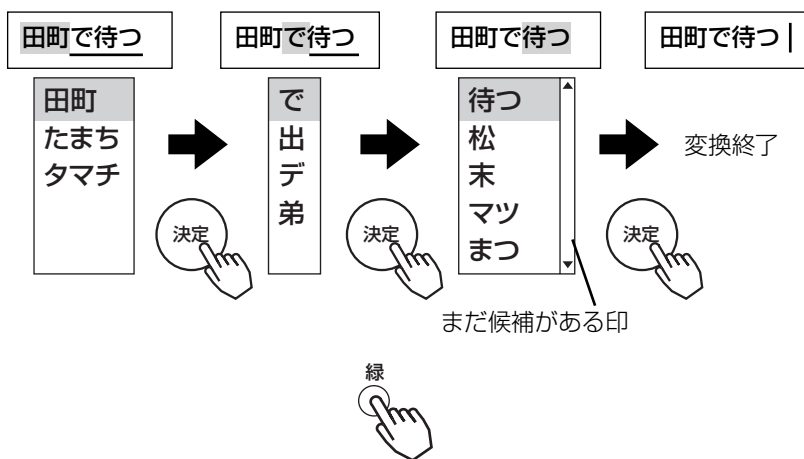 田町で待つ
田町で待つ
田町で待つ
田町で待つ
田町
たまち
タマチ
決定
で
出
デ
弟
決定
待つ
松
末
マツ
まつ
決定
変換終了
まだ候補がある印
緑